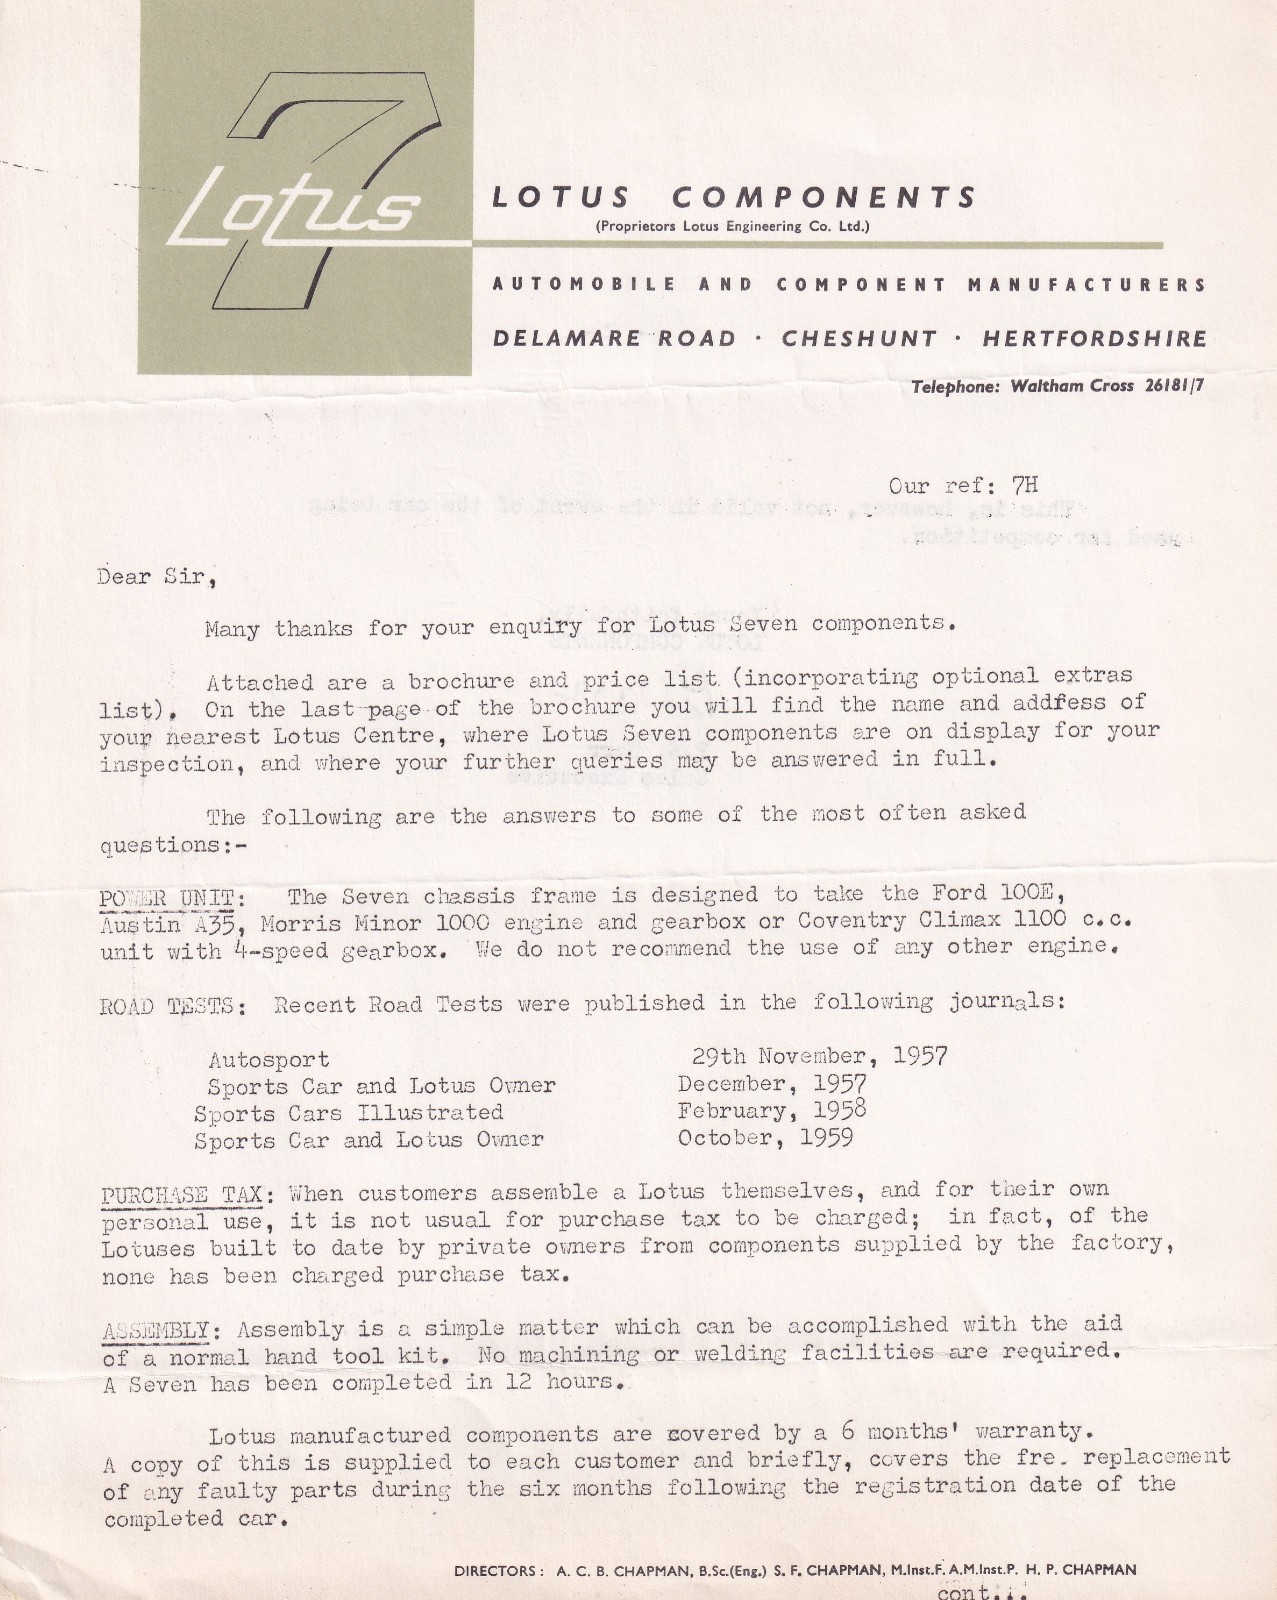 7
Lotus
LOTUS COMPONENTS
(Proprietors Lotus Engineering Co. Ltd.)
AUTOMOBILE AND COMPONENT MANUFACTURERS
DELAMARE ROAD · CHESHUNT · HERTFORDSHIRE
Telephone: Waltham Cross 26181/7
Our ref: 7H
Dear Sir,
Many thanks for your enquiry for Lotus Seven components.
Attached are a brochure and price list (incorporating optional extras
list). On the last page of the brochure you will find the name and address of
your nearest Lotus Centre, where Lotus Seven components are on display for your
inspection, and where your further queries may be answered in full.
The following are the answers to some of the most often asked
questions:-
POWER UNIT: The Seven chassis frame is designed to take the Ford 100E,
Austin A35, Morris Minor 1000 engine and gearbox or Coventry Climax 1100 c.c.
unit with 4-speed gearbox. We do not recommend the use of any other engine.
ROAD TESTS: Recent Road Tests were published in the following journals:
Autosport 29th November, 1957
Sports Car and Lotus Owner December, 1957
Sports Cars Illustrated February, 1958
Sports Car and Lotus Owner October, 1959
PURCHASE TAX: When customers assemble a Lotus themselves, and for their own
personal use, it is not usual for purchase tax to be charged; in fact, of the
Lotuses built to date by private owners from components supplied by the factory,
none has been charged purchase tax.
ASSEMBLY: Assembly is a simple matter which can be accomplished with the aid
of a normal hand tool kit. No machining or welding facilities are required.
A Seven has been completed in 12 hours.
Lotus manufactured components are covered by a 6 months' warranty.
A copy of this is supplied to each customer and briefly, covers the fre. replacement
of any faulty parts during the six months following the registration date of the
completed car.
DIRECTORS: A. C. B. CHAPMAN, B.Sc.(Eng.) S. F. CHAPMAN, M.Inst.F. A.M.Inst.P. H. P. CHAPMAN
cont...